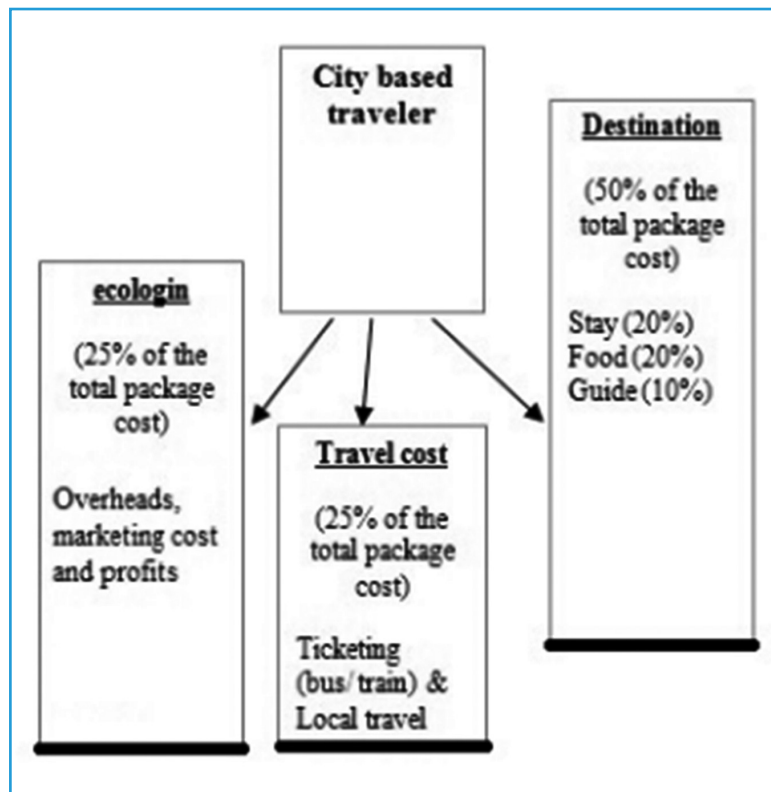 City based
traveler
Destination
(50% of the
total package
cost)
Stay (20%)
Food (20%)
Guide (10%)
ecologin
(25% of the
total package
cost)
Overheads,
marketing cost
and profits
Travel cost
(25% of the
total package
cost)
Ticketing
(bus/ train) &
Local travel